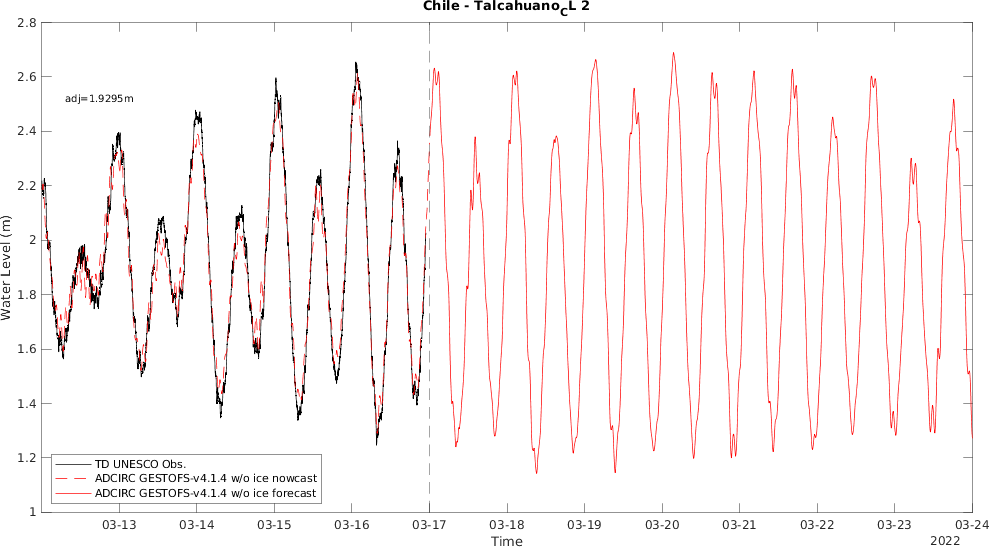 Chile - Talcahuano_CL 2
2.8
2.6
adj=1.9295m
2.4
2.2
2
1.8
1.6
1.4
1.2
1
Water Level (m)
TD UNESCO Obs.
ADCIRC GESTOFS-v4.1.4 w/o ice nowcast
ADCIRC GESTOFS-v4.1.4 w/o ice forecast
03-13 03-14 03-15 03-16 03-17 03-18 03-19 03-20 03-21 03-22 03-23 03-24
Time
2022